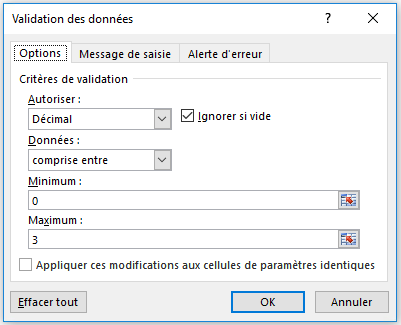 Validation des données
?
Options Message de saisie Alerte d'erreur
Critères de validation
Autoriser :
Décimal Ignorer si vide
Données :
comprise entre
Minimum :
0
Maximum :
3
Appliquer ces modifications aux cellules de paramètres identiques
Effacer tout OK Annuler